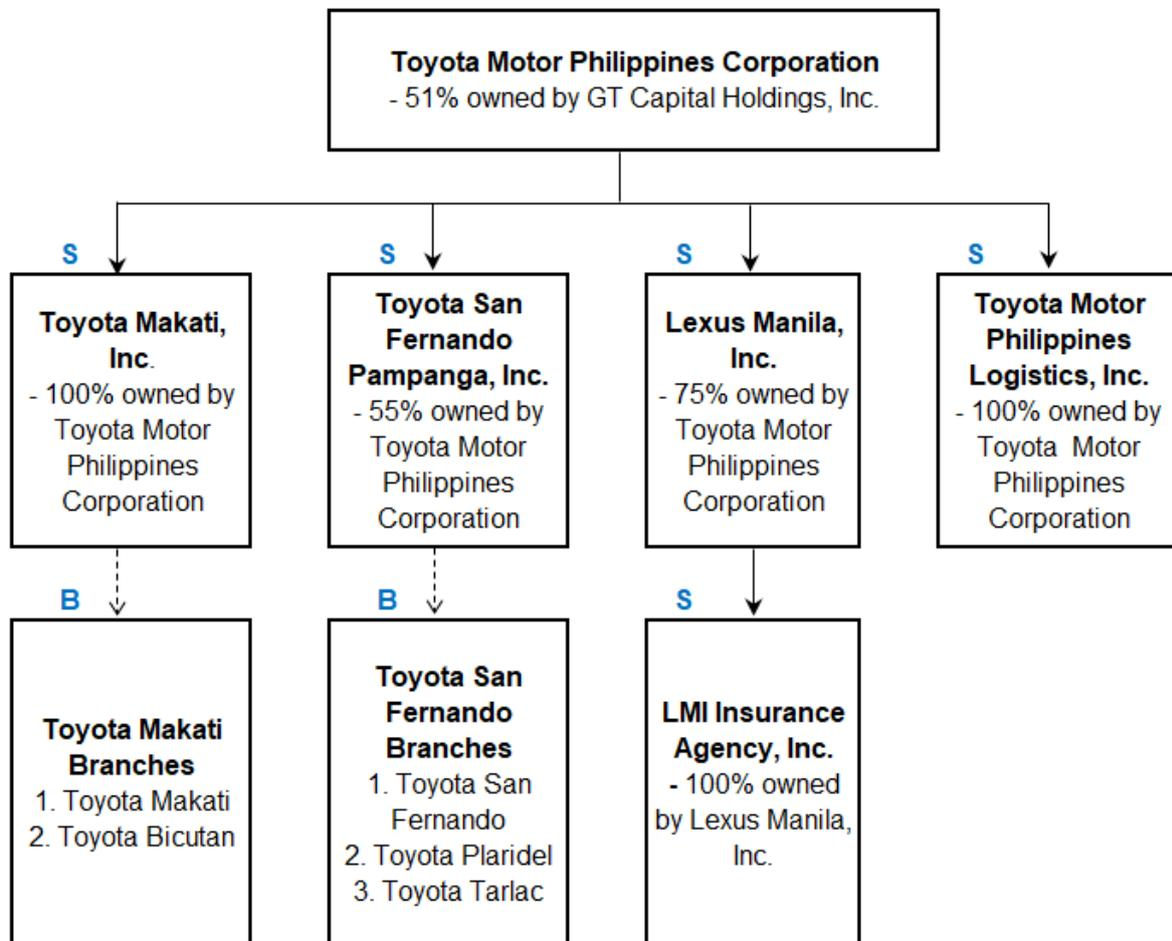 Toyota Motor Philippines Corporation
- 51% owned by GT Capital Holdings, Inc.
S
Toyota Makati,
Inc.
- 100% owned by
Toyota Motor
Philippines
Corporation
S
Toyota San
Fernando
Pampanga, Inc.
- 55% owned by
Toyota Motor
Philippines
Corporation
S
Lexus Manila,
Inc.
- 75% owned by
Toyota Motor
Philippines
Corporation
S
Toyota Motor
Philippines
Logistics, Inc.
- 100% owned by
Toyota Motor
Philippines
Corporation
B
Toyota Makati
Branches
1. Toyota Makati
2. Toyota Bicutan
B
Toyota San
Fernando
Branches
1. Toyota San
Fernando
2. Toyota Plaridel
3. Toyota Tarlac
S
LMI Insurance
Agency, Inc.
- 100% owned
by Lexus Manila,
Inc.